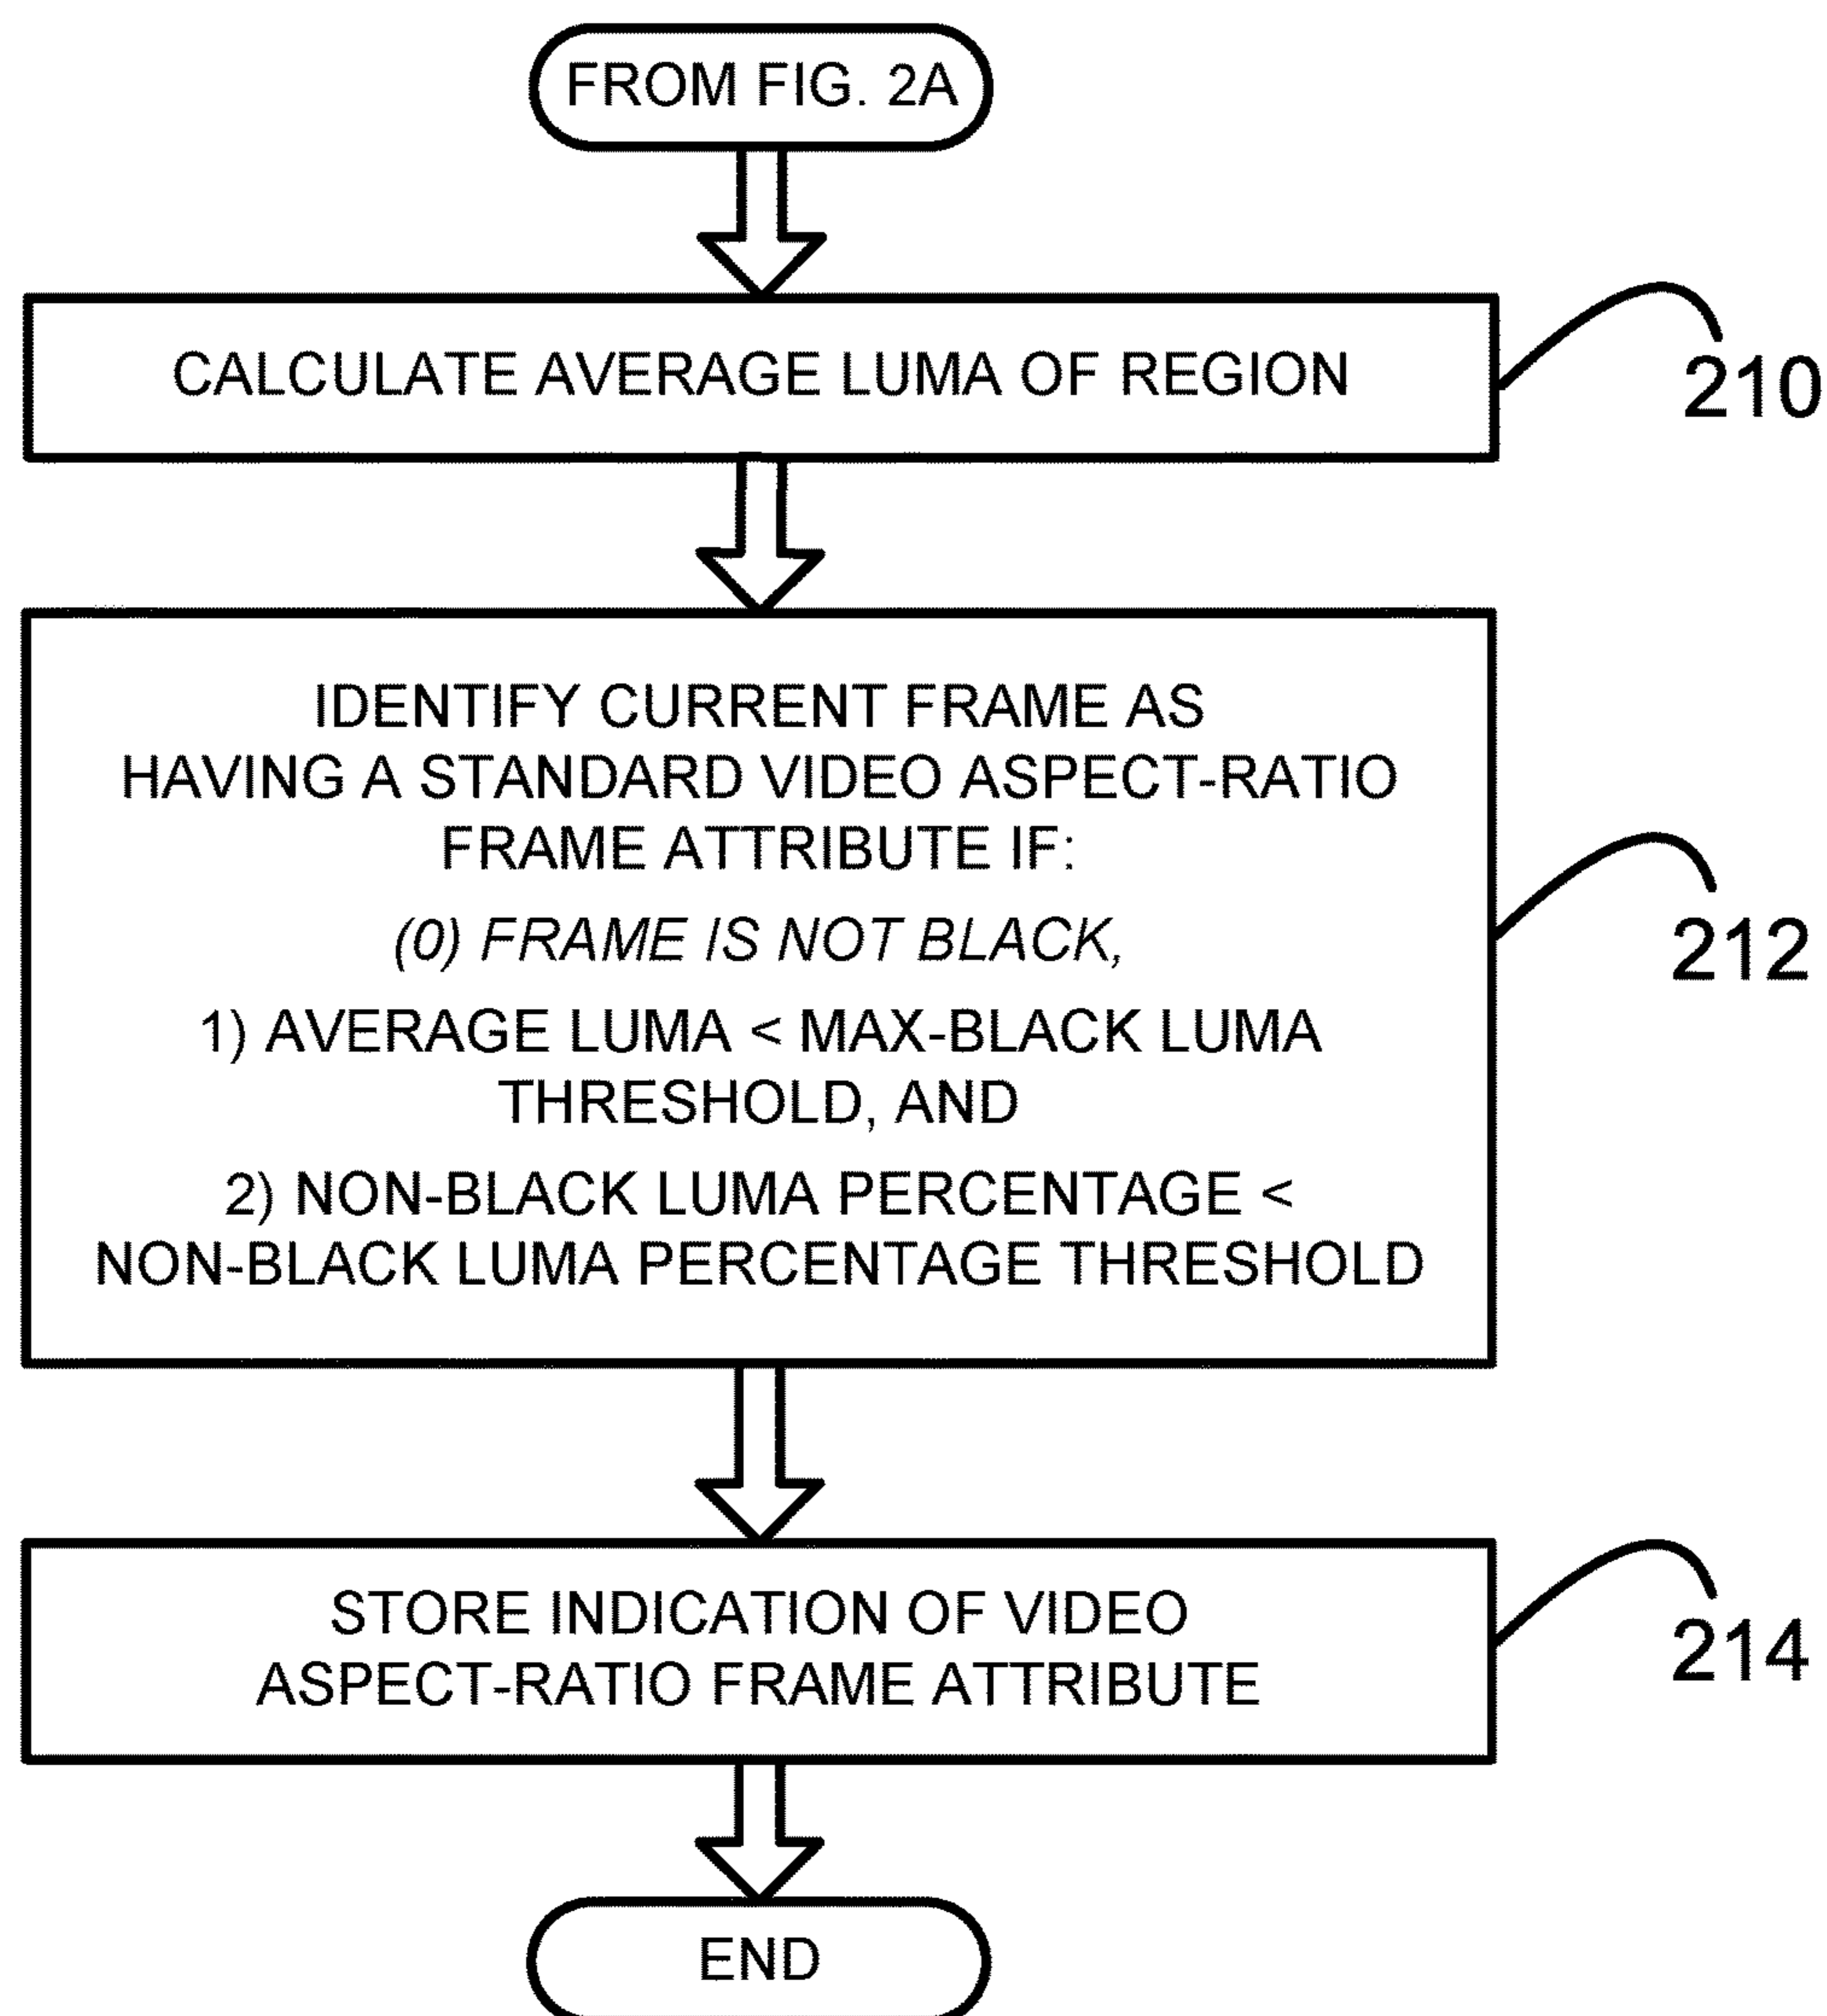 FROM FIG. 2A
CALCULATE AVERAGE LUMA OF REGION
210
IDENTIFY CURRENT FRAME AS
HAVING A STANDARD VIDEO ASPECT-RATIO
FRAME ATTRIBUTE IF:
(0) FRAME IS NOT BLACK,
1) AVERAGE LUMA < MAX-BLACK LUMA
THRESHOLD, AND
2) NON-BLACK LUMA PERCENTAGE <
NON-BLACK LUMA PERCENTAGE THRESHOLD
212
STORE INDICATION OF VIDEO
ASPECT-RATIO FRAME ATTRIBUTE
214
END